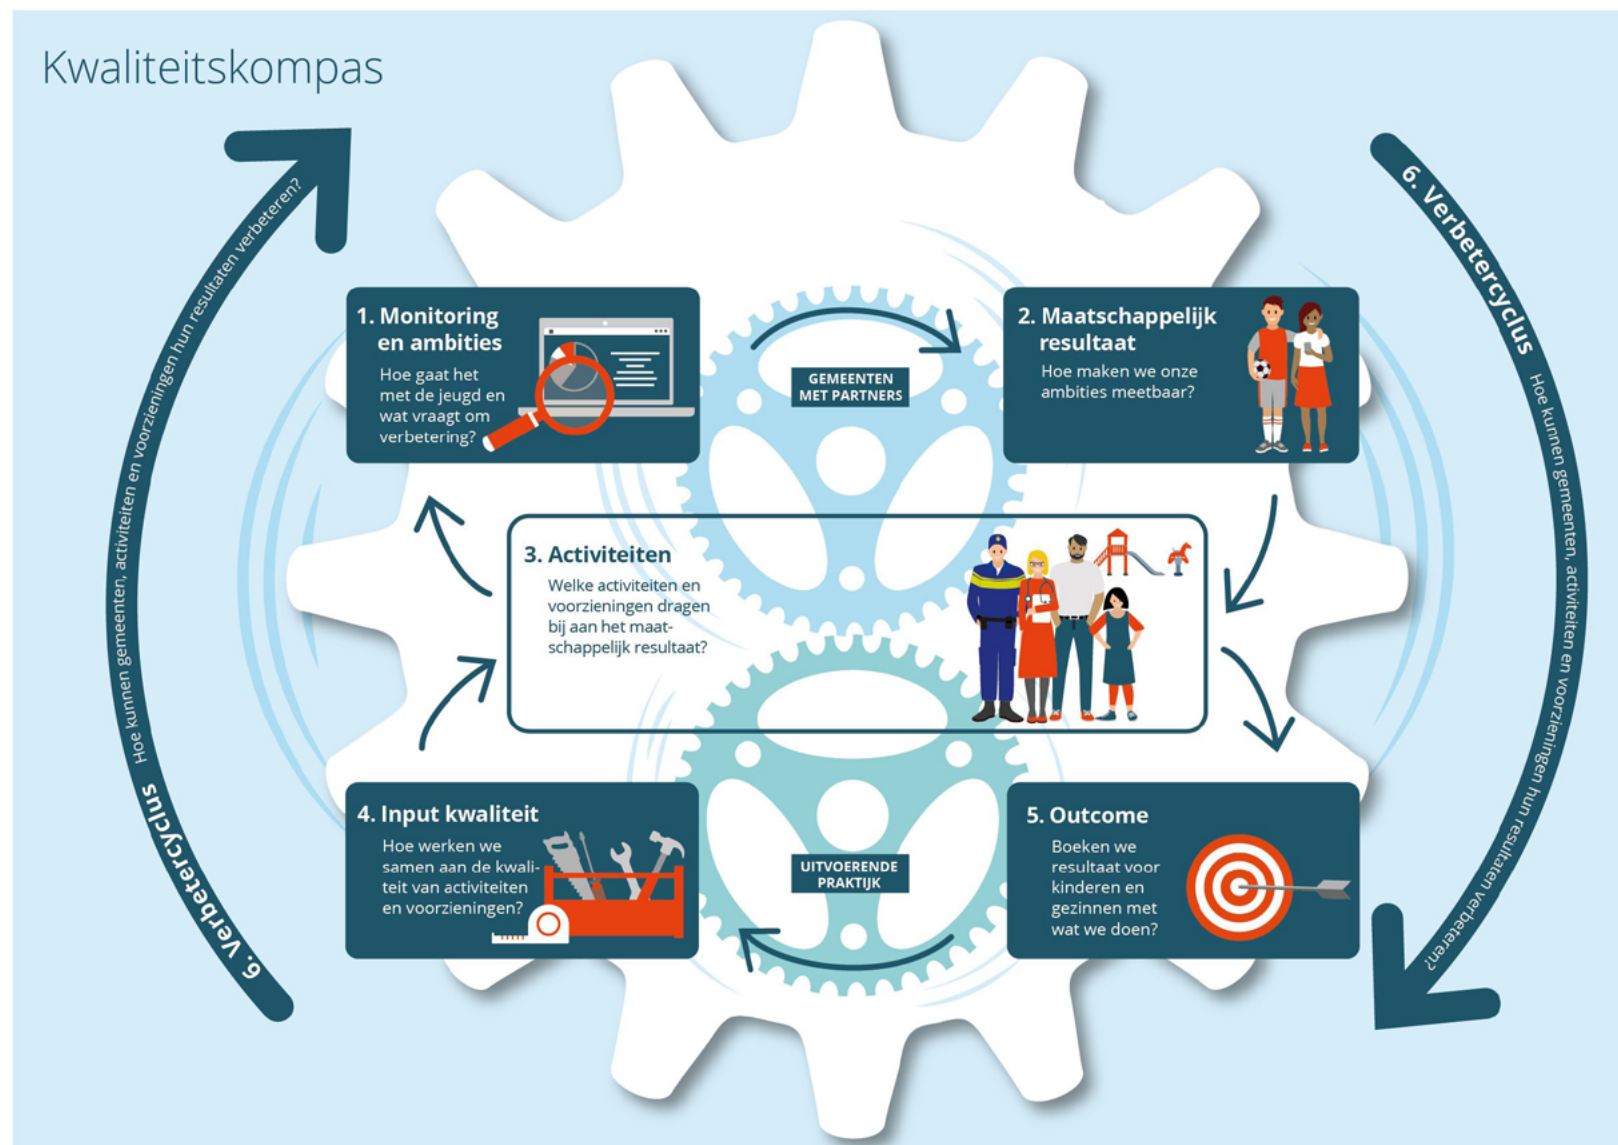 Kwaliteitskompas
6. Verbetercyclus Hoe kunnen gemeenten, activiteiten en voorzieningen hun resultaten verbeteren?
1. Monitoring
en ambities
Hoe gaat het
met de jeugd en
wat vraagt om
verbetering?
GEMEENTEN
MET PARTNERS
2. Maatschappelijk
resultaat
Hoe maken we onze
ambities meetbaar?
3. Activiteiten
Welke activiteiten en
voorzieningen dragen
bij aan het maat-
schappelijk resultaat?
4. Input kwaliteit
Hoe werken we
samen aan de kwali-
teit van activiteiten
en voorzieningen?
UITVOERENDE
PRAKTIJK
5. Outcome
Boeken we
resultaat voor
kinderen en
gezinnen met
wat we doen?
6. Verbetercyclus Hoe kunnen gemeenten, activiteiten en voorzieningen hun resultaten verbeteren?